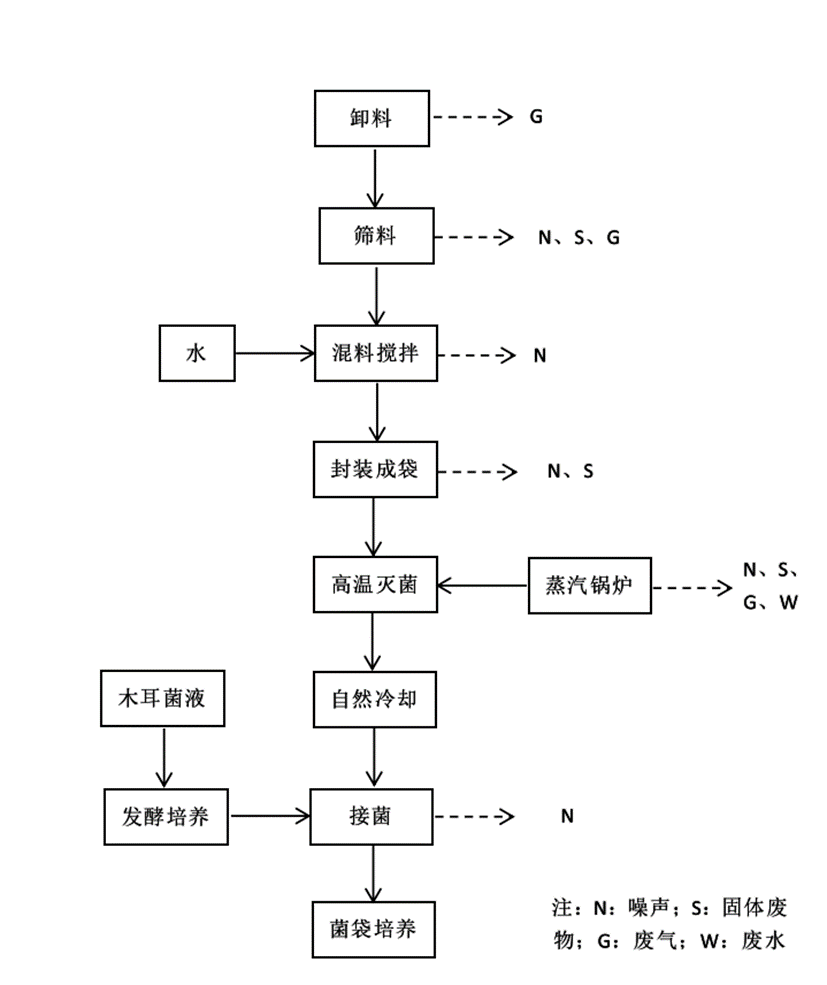 卸料
G
筛料
N、S、G
水
混料搅拌
N
封装成袋
N、S
高温灭菌
蒸汽锅炉
N、S、
G、W
木耳菌液
自然冷却
发酵培养
接菌
N
菌袋培养
注：N：噪声；S：固体废
物；G：废气；W：废水